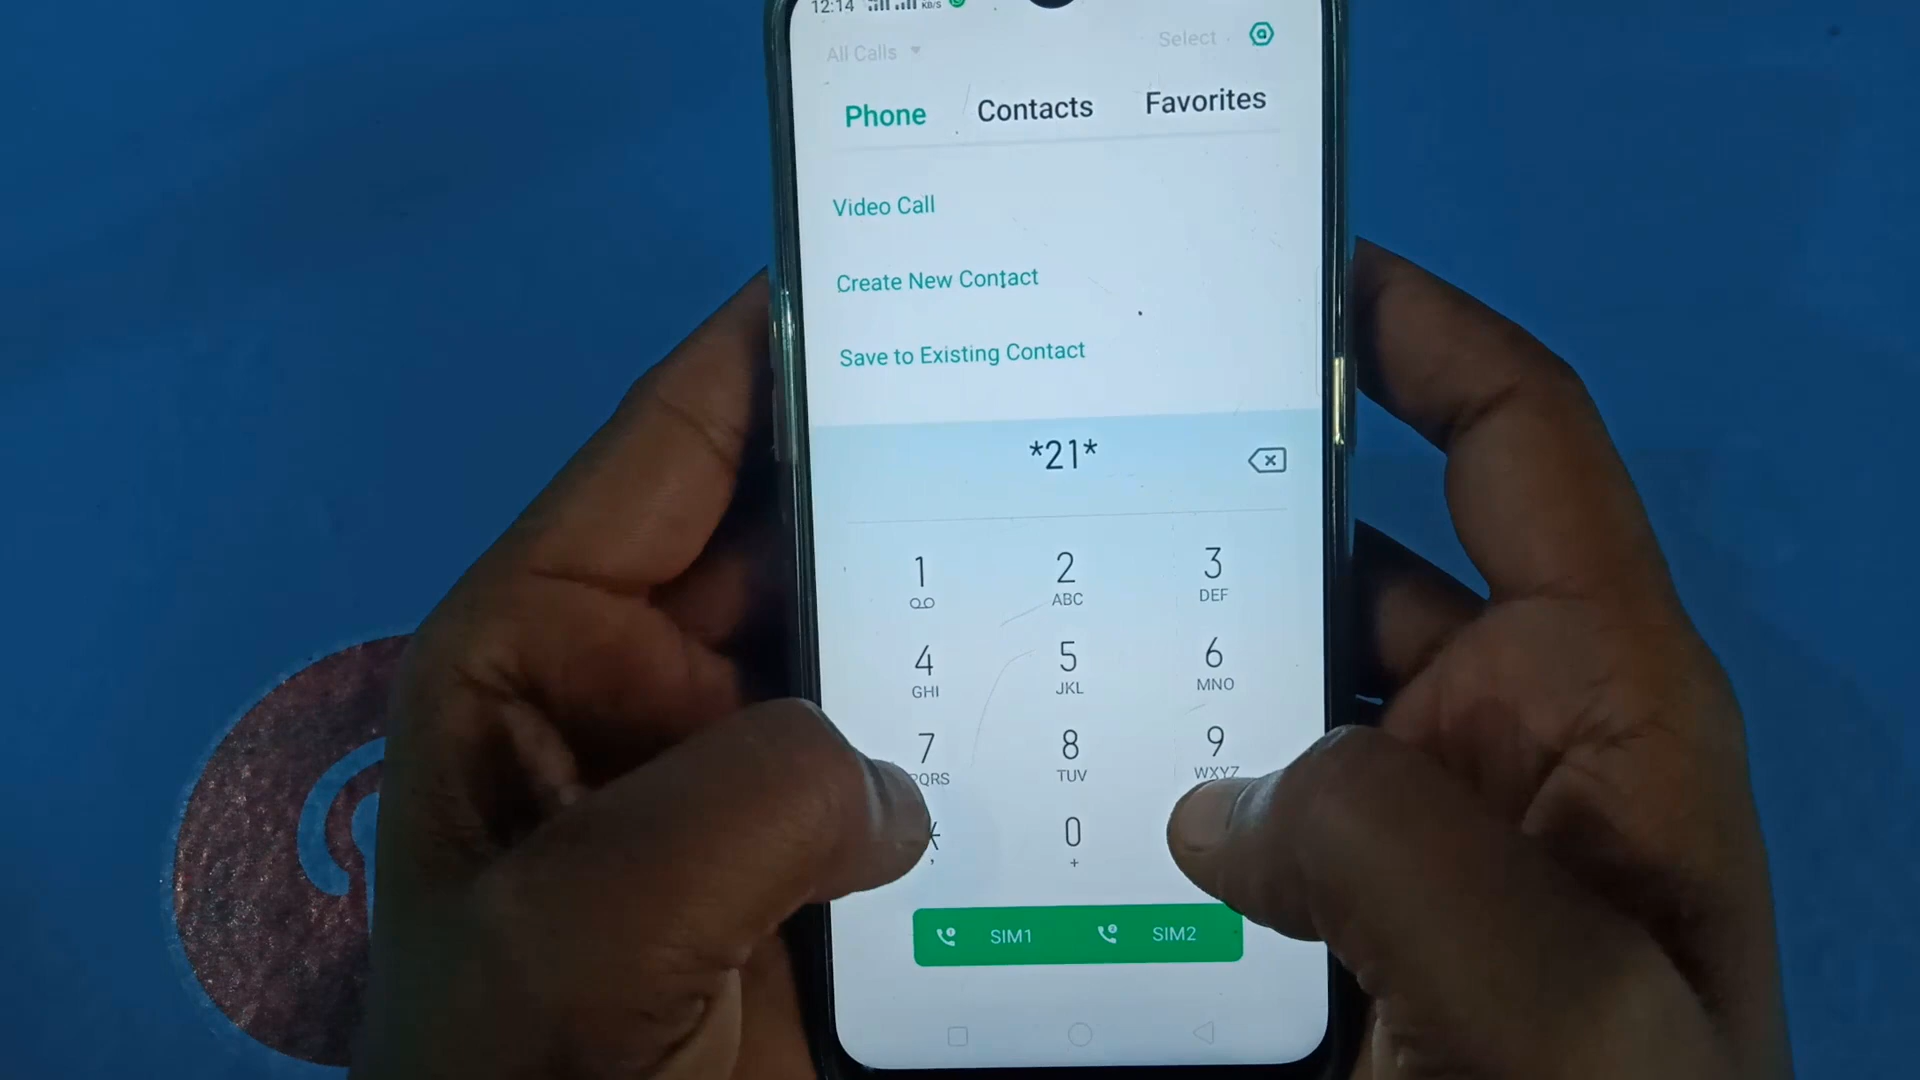 12:14 KB/S
All Calls Select
Phone Contacts Favorites
Video Call
Create New Contact
Save to Existing Contact
*21*
1 2 3
ABC DEF
4 5 6
GHI JKL MNO
7 8 9
PQRS TUV WXYZ
* 0
, +
SIM1 SIM2